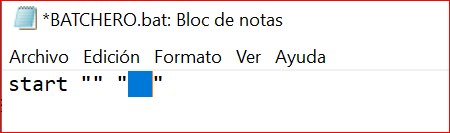 *BATCHERO.bat: Bloc de notas
Archivo Edición Formato Ver Ayuda
start "" "  "